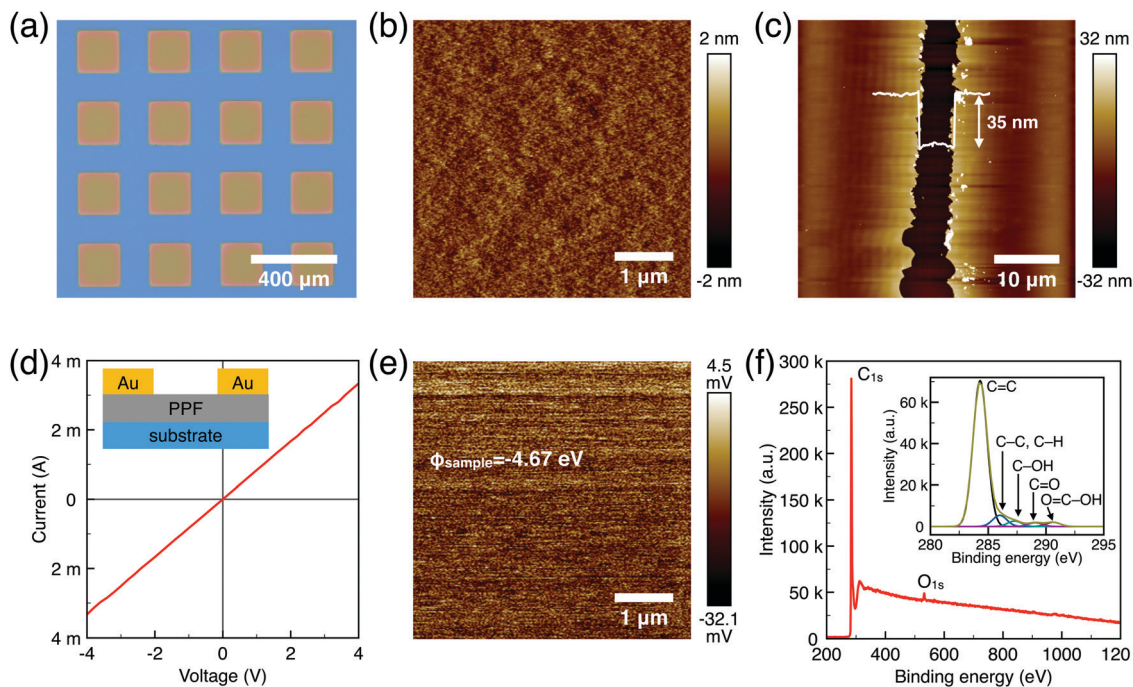 (a)
400 µm
(b)
1 µm
2 nm
-2 nm
(c)
35 nm
10 µm
32 nm
-32 nm
(d)
4 m
2 m
0
2 m
4 m
Current (A)
-4
-2
0
2
4
Voltage (V)
Au
Au
PPF
substrate
(e)
ϕsample=-4.67 eV
1 µm
4.5
mV
-32.1
mV
(f)
300 k
250 k
200 k
150 k
100 k
50 k
0
Intensity (a.u.)
200
400
600
800
1000
1200
Binding energy (eV)
C1s
O1s
60 k
40 k
20 k
0
Intensity (a.u.)
280
285
290
295
Binding energy (eV)
C=C
C–C, C–H
C–OH
C=O
O=C–OH